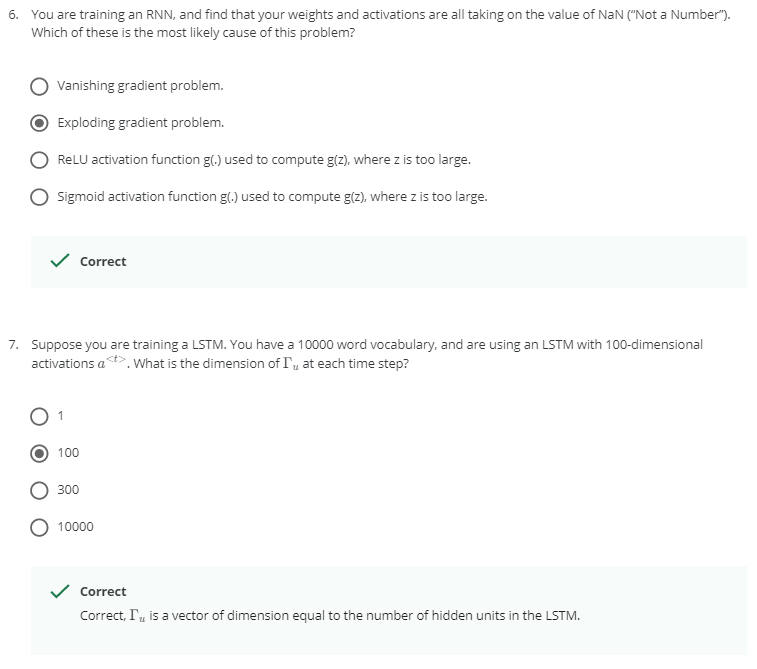 6. You are training an RNN, and find that your weights and activations are all taking on the value of NaN (“Not a Number”).
Which of these is the most likely cause of this problem?
Vanishing gradient problem.
Exploding gradient problem.
ReLU activation function g(.) used to compute g(z), where z is too large.
Sigmoid activation function g(.) used to compute g(z), where z is too large.
Correct
7. Suppose you are training a LSTM. You have a 10000 word vocabulary, and are using an LSTM with 100-dimensional
activations a<t>. What is the dimension of Γu at each time step?
1
100
300
10000
Correct
Correct, Γu is a vector of dimension equal to the number of hidden units in the LSTM.